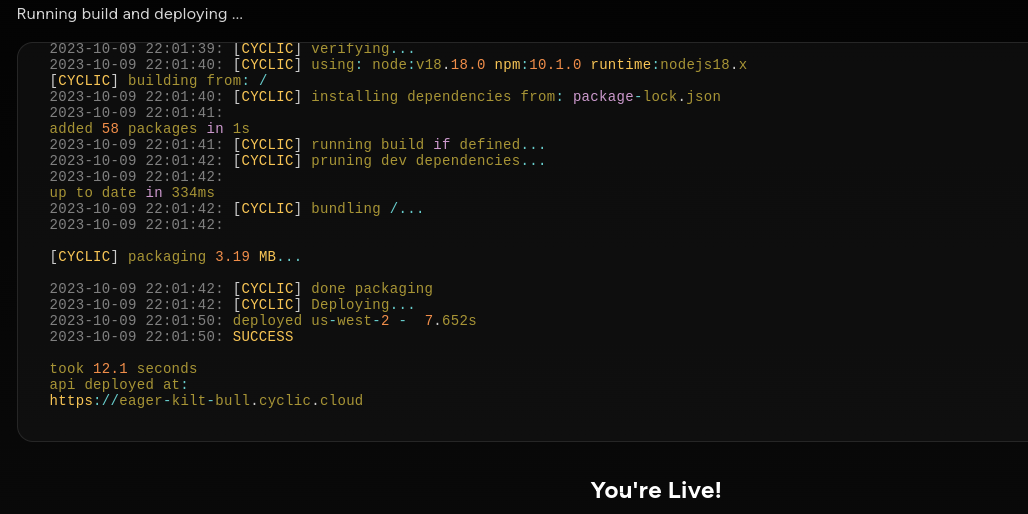 Running build and deploying ...
2023-10-09 22:01:39: [CYCLIC] verifying...
2023-10-09 22:01:40: [CYCLIC] using: node:v18.18.0 npm:10.1.0 runtime:nodejs18.x
[CYCLIC] building from: /
2023-10-09 22:01:40: [CYCLIC] installing dependencies from: package-lock.json
2023-10-09 22:01:41:
added 58 packages in 1s
2023-10-09 22:01:41: [CYCLIC] running build if defined...
2023-10-09 22:01:42: [CYCLIC] pruning dev dependencies...
2023-10-09 22:01:42:
up to date in 334ms
2023-10-09 22:01:42: [CYCLIC] bundling /...
2023-10-09 22:01:42:
[CYCLIC] packaging 3.19 MB...
2023-10-09 22:01:42: [CYCLIC] done packaging
2023-10-09 22:01:42: [CYCLIC] Deploying...
2023-10-09 22:01:50: deployed us-west-2 -  7.652s
2023-10-09 22:01:50: SUCCESS
took 12.1 seconds
api deployed at:
https://eager-kilt-bull.cyclic.cloud
You're Live!